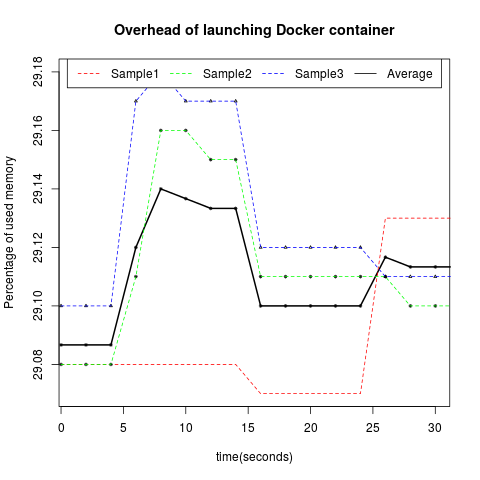 Overhead of launching Docker container
Sample1 Sample2 Sample3 Average
Percentage of used memory
29.18
29.16
29.14
29.12
29.10
29.08
0 5 10 15 20 25 30
time(seconds)